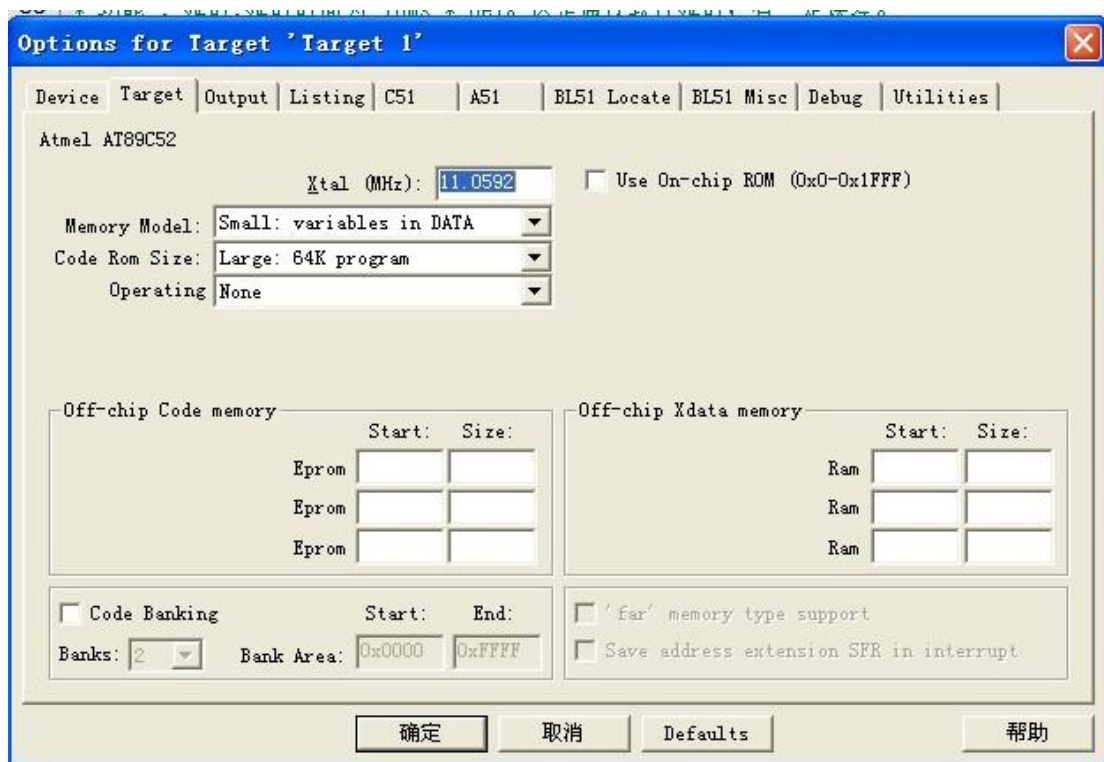 Options for Target 'Target 1'
Device Target Output Listing C51 A51 BL51 Locate BL51 Misc Debug Utilities
Atmel AT89C52
Xtal (MHz): 11.0592 Use On-chip ROM (0x0-0x1FFF)
Memory Model: Small: variables in DATA
Code Rom Size: Large: 64K program
Operating None
Off-chip Code memory Off-chip Xdata memory
Start: Size: Start: Size:
Eprom Ram
Eprom Ram
Eprom Ram
Code Banking Start: End: 'far' memory type support
Banks: 2 Bank Area: 0x0000 0xFFFF Save address extension SFR in interrupt
确定 取消 Defaults 帮助